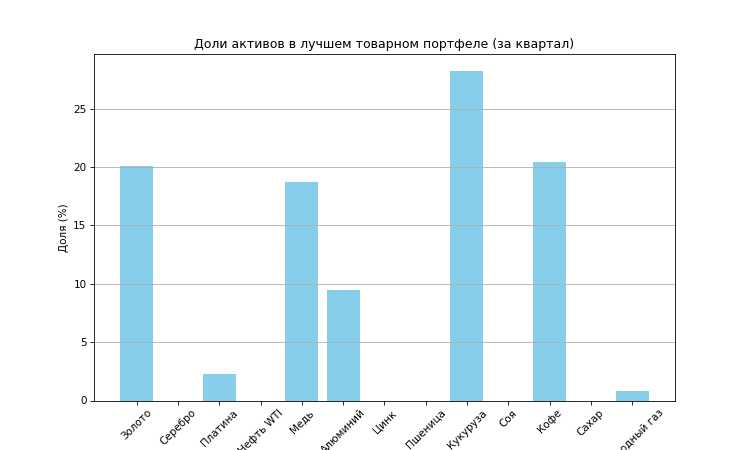 Доли активов в лучшем товарном портфеле (за квартал)
Доля (%)
25
20
15
10
5
0
Золото
Серебро
Платина
Нефть WTI
Медь
Алюминий
Цинк
Пшеница
Кукуруза
Соя
Кофе
Сахар
газ